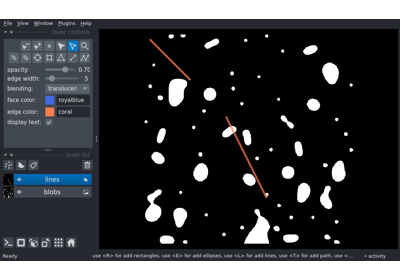 File View Window Plugins Help
layer controls
opacity: 0.70
edge width: 5
blending: translucen
face color: royalblue
edge color: coral
display text:
layer list
lines
blobs
Ready use <R> for add rectangles, use <E> for add ellipses, use <L> for add lines, use <T> for add path, use <... activity